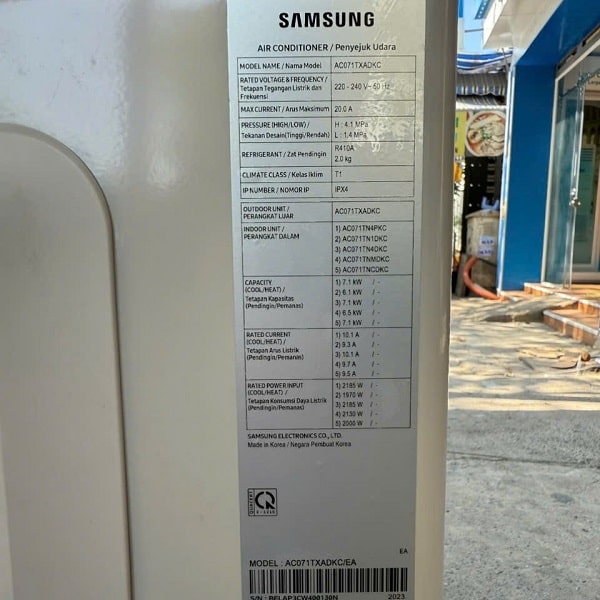 SAMSUNG
AIR CONDITIONER / Penyejuk Udara
MODEL NAME / Nama Model AC071TXADKC
RATED VOLTAGE & FREQUENCY / Tetapan Tegangan Listrik dan Frekuensi 220 - 240 V~ 50 Hz
MAX CURRENT / Arus Maksimum 20.0 A
PRESSURE (HIGH/LOW) / H : 4.1 MPa
Tekanan Desain(Tinggi/Rendah) L : 1.4 MPa
REFRIGERANT / Zat Pendingin R410A
2.0 kg
CLIMATE CLASS / Kelas Iklim T1
IP NUMBER / NOMOR IP IPX4
OUTDOOR UNIT / PERANGKAT LUAR AC071TXADKC
INDOOR UNIT / 1) AC071TN4PKC
PERANGKAT DALAM 2) AC071TN1DKC
3) AC071TN4DKC
4) AC071TNMDKC
5) AC071TNCDKC
CAPACITY 1) 7.1 kW / -
(COOL/HEAT) / 2) 6.1 kW / -
Tetapan Kapasitas 3) 7.1 kW / -
(Pendingin/Pemanas) 4) 6.5 kW / -
5) 7.1 kW / -
RATED CURRENT 1) 10.1 A / -
(COOL/HEAT) / 2) 9.3 A / -
Tetapan Arus Listrik 3) 10.1 A / -
(Pendingin/Pemanas) 4) 9.7 A / -
5) 9.5 A / -
RATED POWER INPUT 1) 2185 W / -
(COOL/HEAT) / 2) 1970 W / -
Tetapan Konsumsi Daya Listrik 3) 2185 W / -
(Pendingin/Pemanas) 4) 2130 W / -
5) 2000 W / -
SAMSUNG ELECTRONICS CO., LTD.
Made in Korea / Negara Pembuat Korea
EA
MODEL : AC071TXADKC/EA
S/N : BFLAP3CW400130N 2023